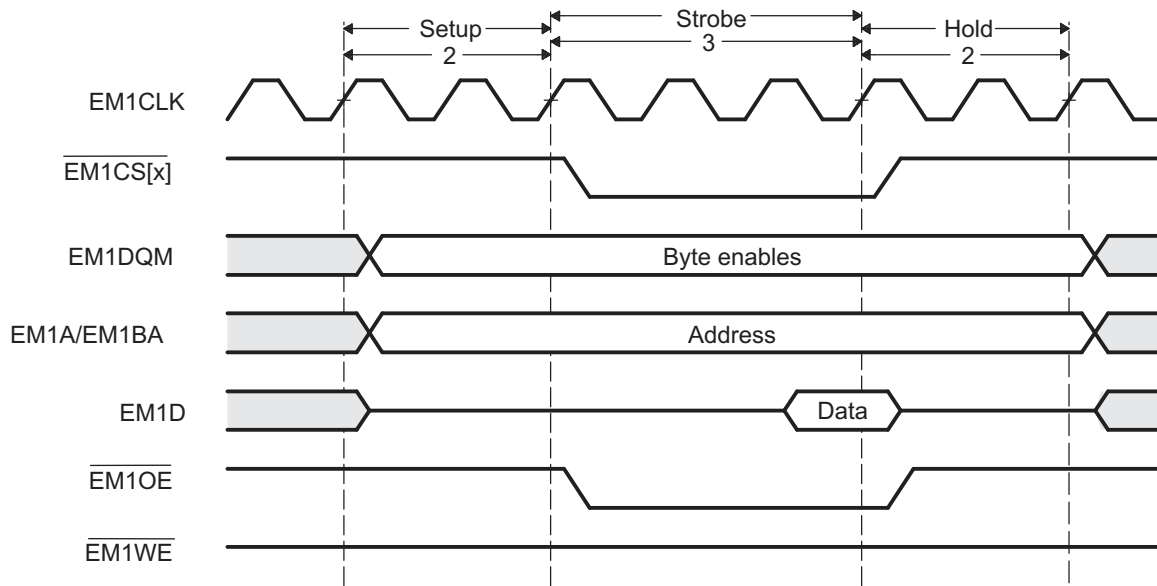 Setup
Strobe
Hold
2
3
2
EM1CLK
EM1CS[x]
EM1DQM
Byte enables
EM1A/EM1BA
Address
EM1D
Data
EM1OE
EM1WE